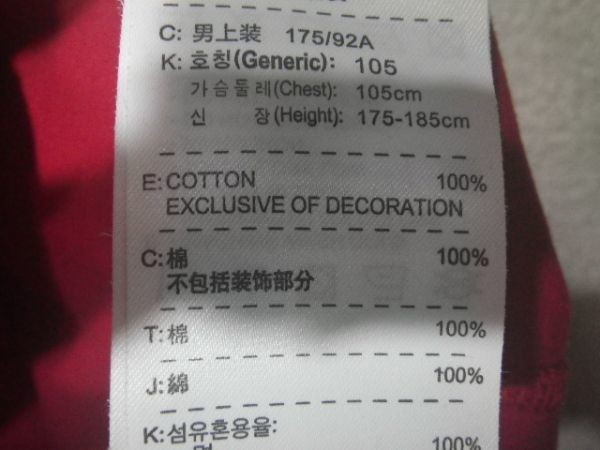 C: 男上装 175/92A
K: 호칭(Generic): 105
가슴둘레(Chest): 105cm
신 장(Height): 175-185cm
E: COTTON 100%
EXCLUSIVE OF DECORATION
C: 棉 100%
不包括装饰部分
T: 棉 100%
J: 綿 100%
K: 섬유혼용율:
100%